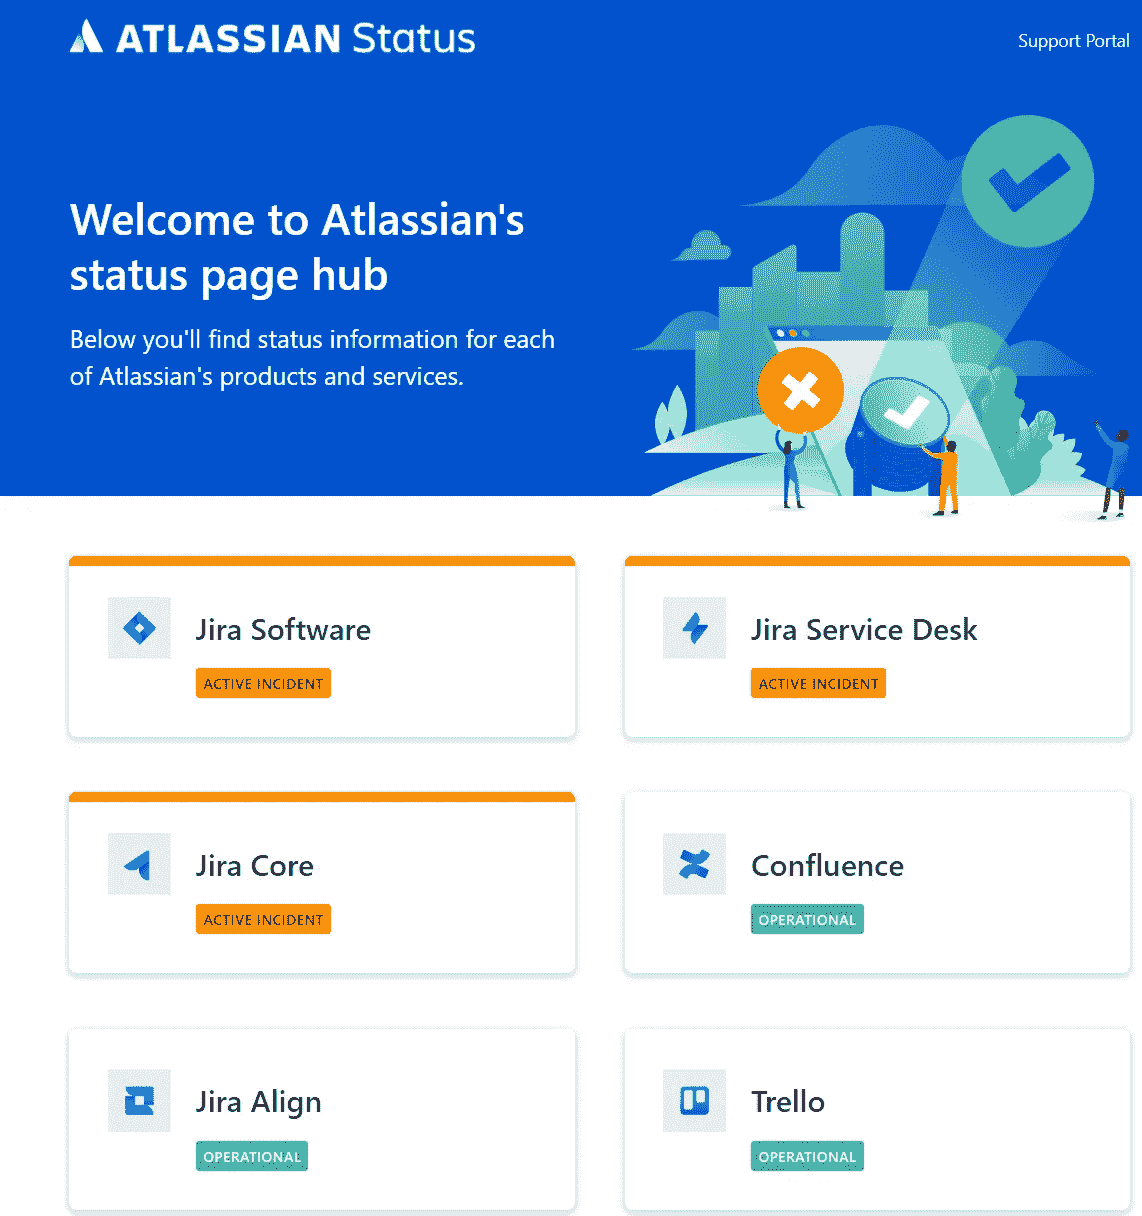 ATLASSIAN Status
Support Portal
Welcome to Atlassian's
status page hub
Below you'll find status information for each
of Atlassian's products and services.
Jira Software
ACTIVE INCIDENT
Jira Service Desk
ACTIVE INCIDENT
Jira Core
ACTIVE INCIDENT
Confluence
OPERATIONAL
Jira Align
OPERATIONAL
Trello
OPERATIONAL